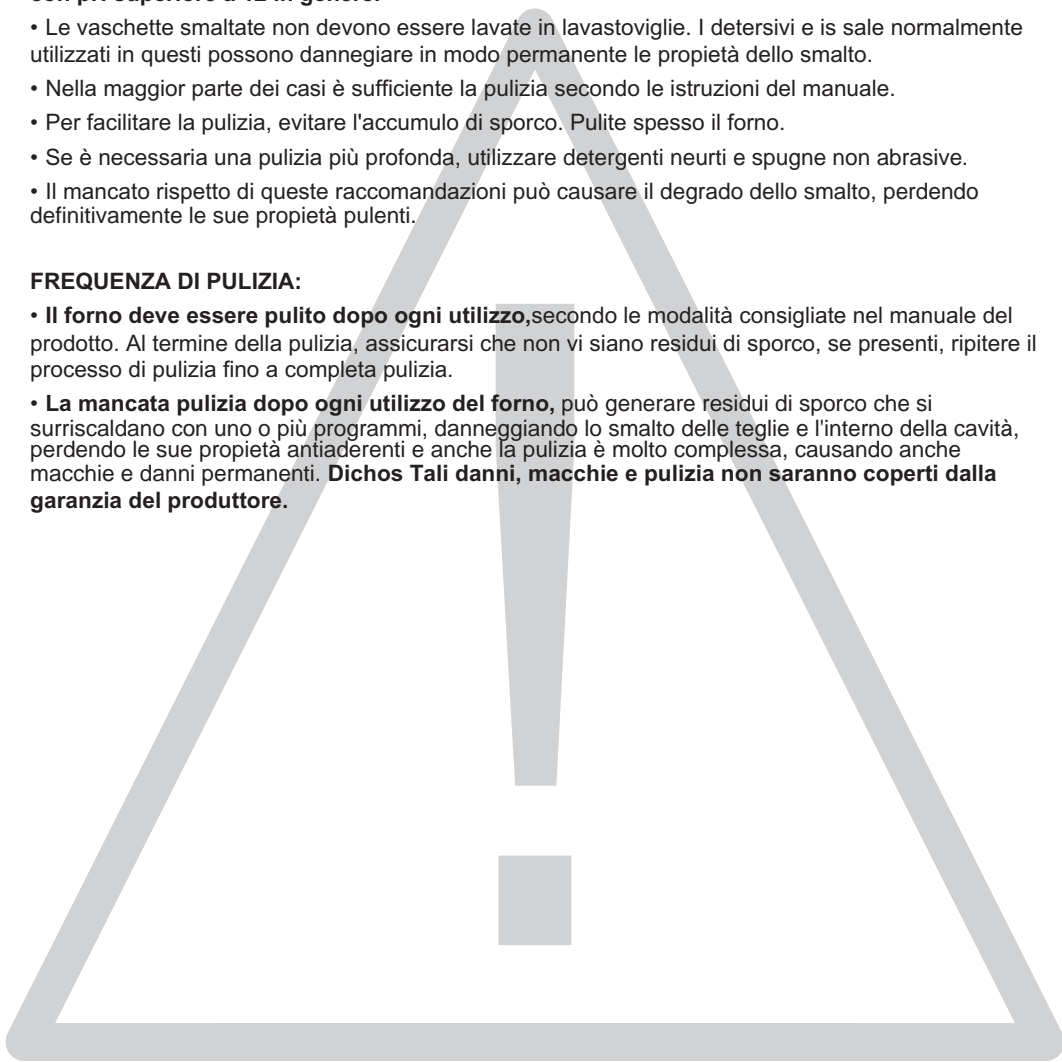 • Le vaschette smaltate non devono essere lavate in lavastoviglie. I detersivi e is sale normalmente
utilizzati in questi possono dannegiare in modo permanente le propietà dello smalto.
• Nella maggior parte dei casi è sufficiente la pulizia secondo le istruzioni del manuale.
• Per facilitare la pulizia, evitare l'accumulo di sporco. Pulite spesso il forno.
• Se è necessaria una pulizia più profonda, utilizzare detergenti neurti e spugne non abrasive.
• Il mancato rispetto di queste raccomandazioni può causare il degrado dello smalto, perdendo
definitivamente le sue propietà pulenti.
FREQUENZA DI PULIZIA:
• Il forno deve essere pulito dopo ogni utilizzo,secondo le modalità consigliate nel manuale del
prodotto. Al termine della pulizia, assicurarsi che non vi siano residui di sporco, se presenti, ripitere il
processo di pulizia fino a completa pulizia.
• La mancata pulizia dopo ogni utilizzo del forno, può generare residui di sporco che si
surriscaldano con uno o più programmi, danneggiando lo smalto delle teglie e l'interno della cavità,
perdendo le sue propietà antiaderenti e anche la pulizia è molto complessa, causando anche
macchie e danni permanenti. Dichos Tali danni, macchie e pulizia non saranno coperti dalla
garanzia del produttore.